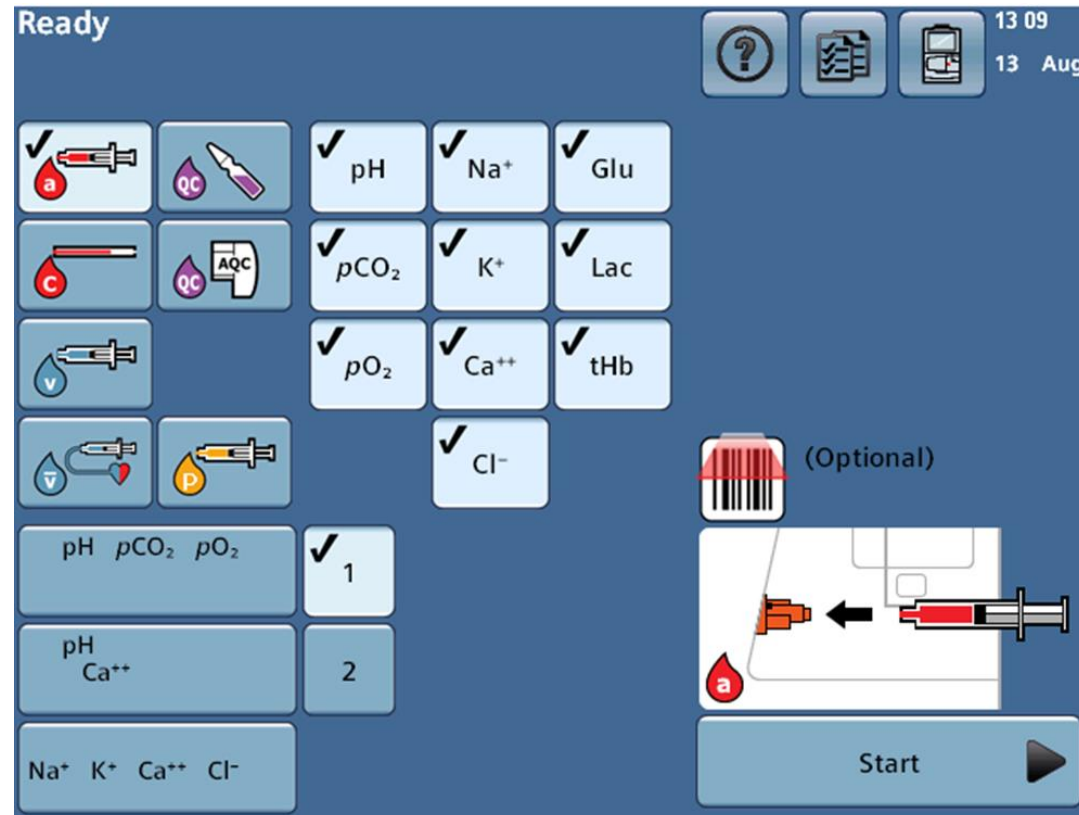 Ready
13 09
13 Aug
a
QC
pH
Na⁺
Glu
c
QC
AQC
pCO₂
K⁺
Lac
v
pO₂
Ca⁺⁺
tHb
v̅
p
Cl⁻
(Optional)
pH pCO₂ pO₂
1
pH
Ca⁺⁺
2
a
Na⁺ K⁺ Ca⁺⁺ Cl⁻
Start